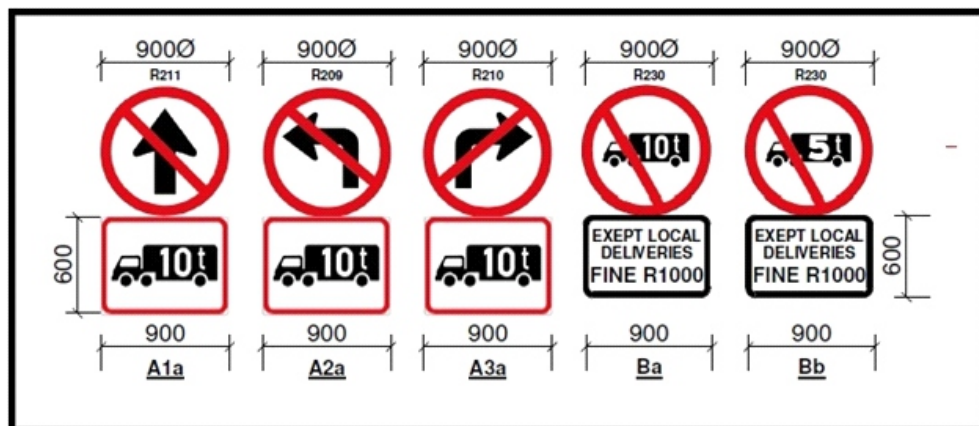 900Ø 900Ø 900Ø 900Ø 900Ø
R211 R209 R210 R230 R230
10t 5t
10t 10t 10t
EXEPT LOCAL
DELIVERIES
FINE R1000
EXEPT LOCAL
DELIVERIES
FINE R1000
600 600
900 900 900 900 900
A1a A2a A3a Ba Bb